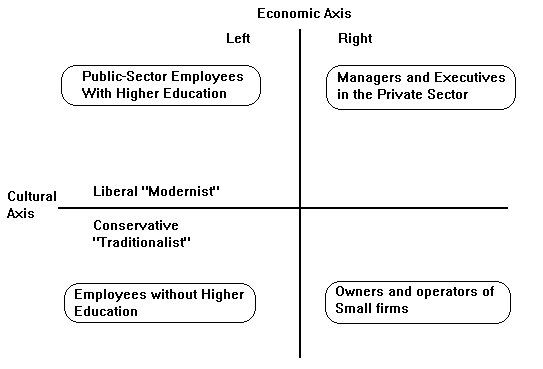 Economic Axis
Left
Right
Public-Sector Employees
With Higher Education
Managers and Executives
in the Private Sector
Cultural
Axis
Liberal "Modernist"
Conservative
"Traditionalist"
Employees without Higher
Education
Owners and operators of
Small firms